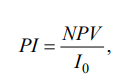 PI = NPV / I₀,